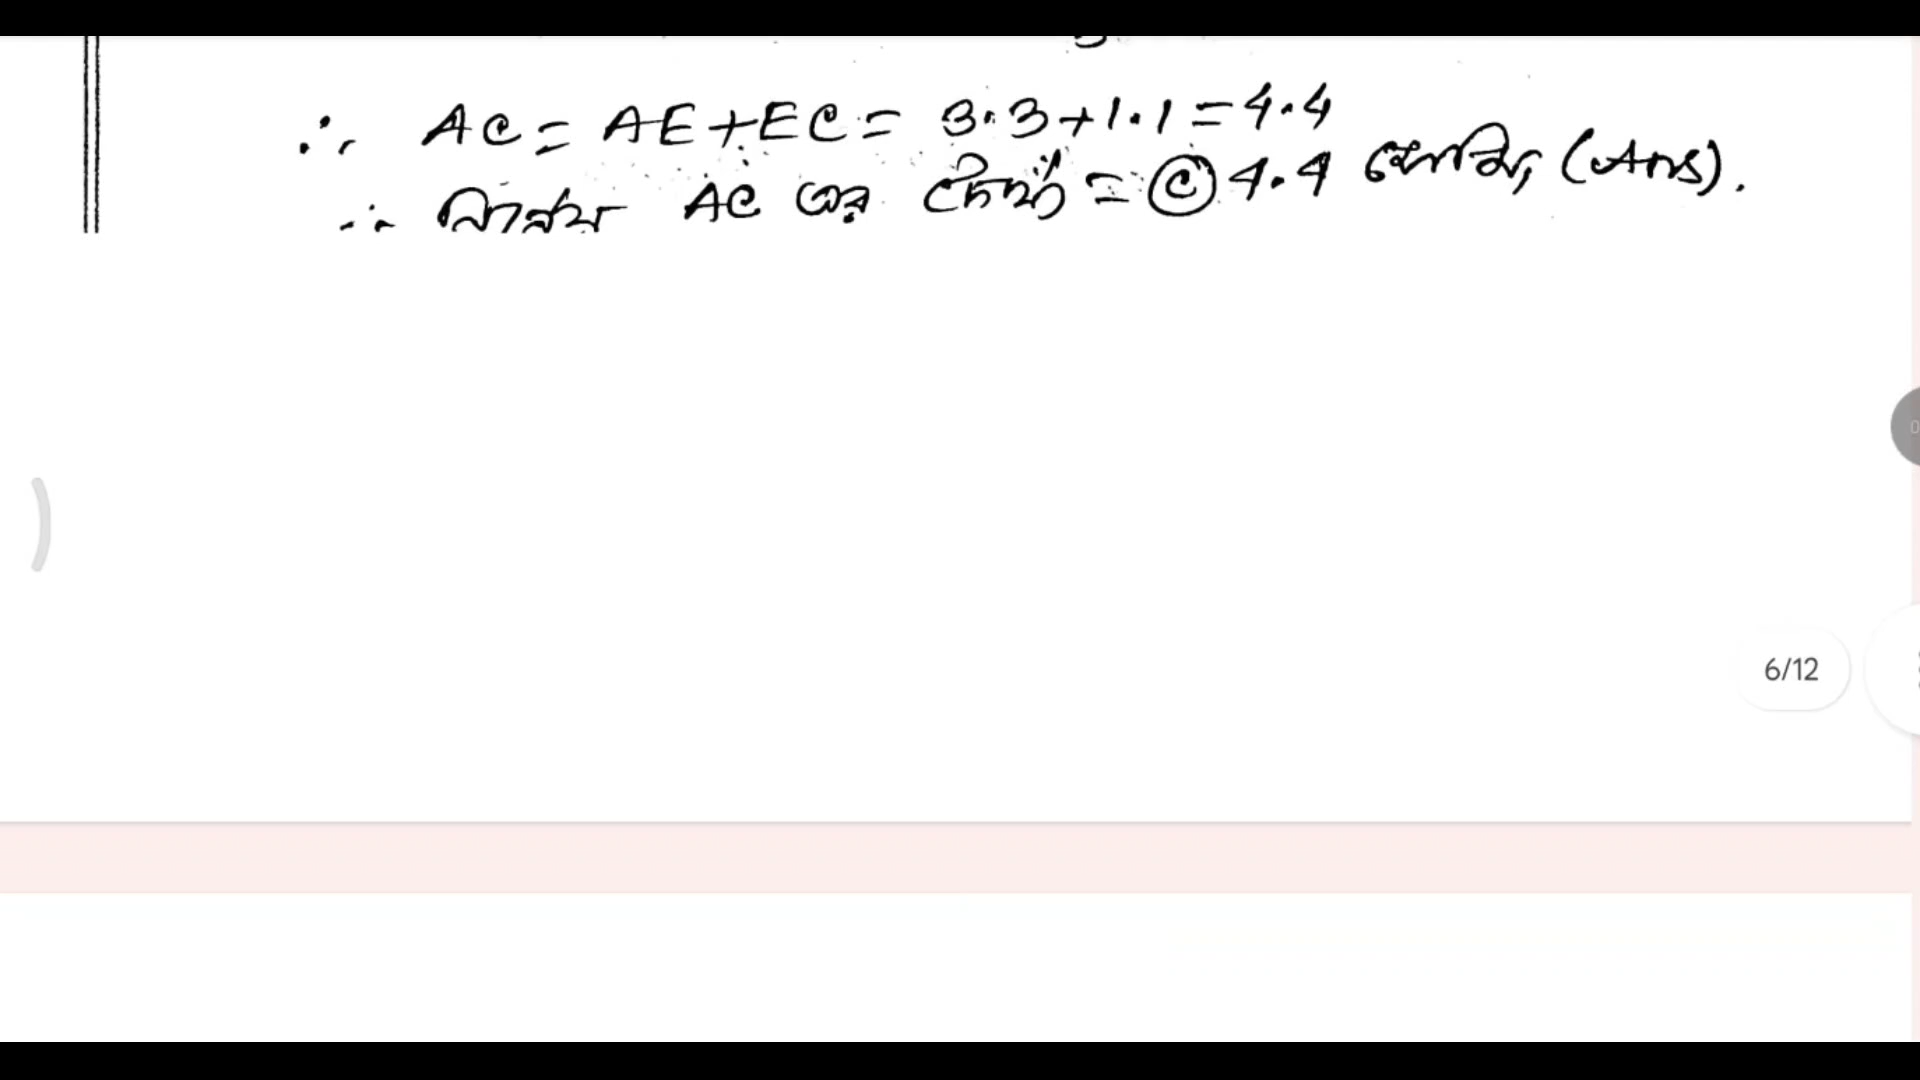 ∴ AC = AE + EC = 3.3 + 1.1 = 4.4
∴ নির্ণেয় AC এর দৈর্ঘ্য = Ⓒ 4.4 সেমি, (Ans).
6/12